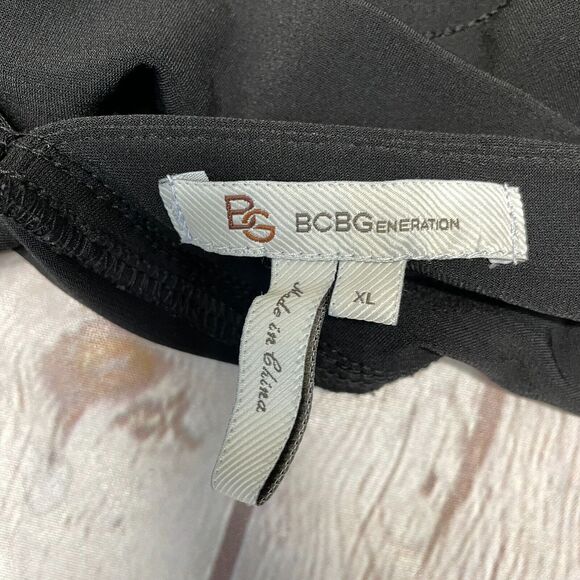 BG
BCBGENERATION
XL
Made in China